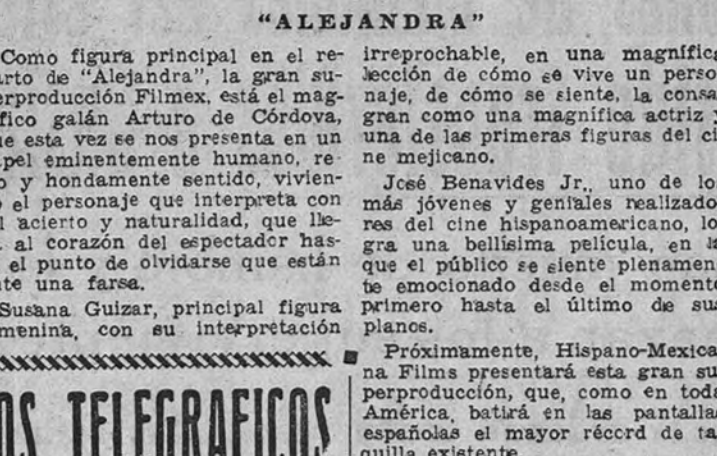 “ALEJANDRA”
Como figura principal en el re-
arto de “Alejandra”, la gran su-
erproducción Filmex, está el mag-
fico galán Arturo de Córdova,
ue esta vez se nos presenta en un
apel eminentemente humano, re-
o y hondamente sentido, vivien-
o el personaje que interpreta con
l acierto y naturalidad, que lle-
a al corazón del espectador has-
el punto de olvidarse que están
te una farsa.
Susana Guizar, principal figura
menina, con su interpretación
irreprochable, en una magnífica
lección de cómo se vive un perso
naje, de cómo se siente, la consa
gran como una magnífica actriz y
una de las primeras figuras del ci
ne mejicano.
José Benavides Jr., uno de lo
más jóvenes y geniales realizado
res del cine hispanoamericano, lo
gra una bellísima película, en la
que el público se siente plenamen
te emocionado desde el momento
primero hasta el último de sus
planos.
Próximamente, Hispano-Mexica
na Films presentará esta gran su
perproducción, que, como en toda
América, batirá en las pantallas
españolas el mayor récord de ta
quilla existente.
OS TELEGRAFICOS